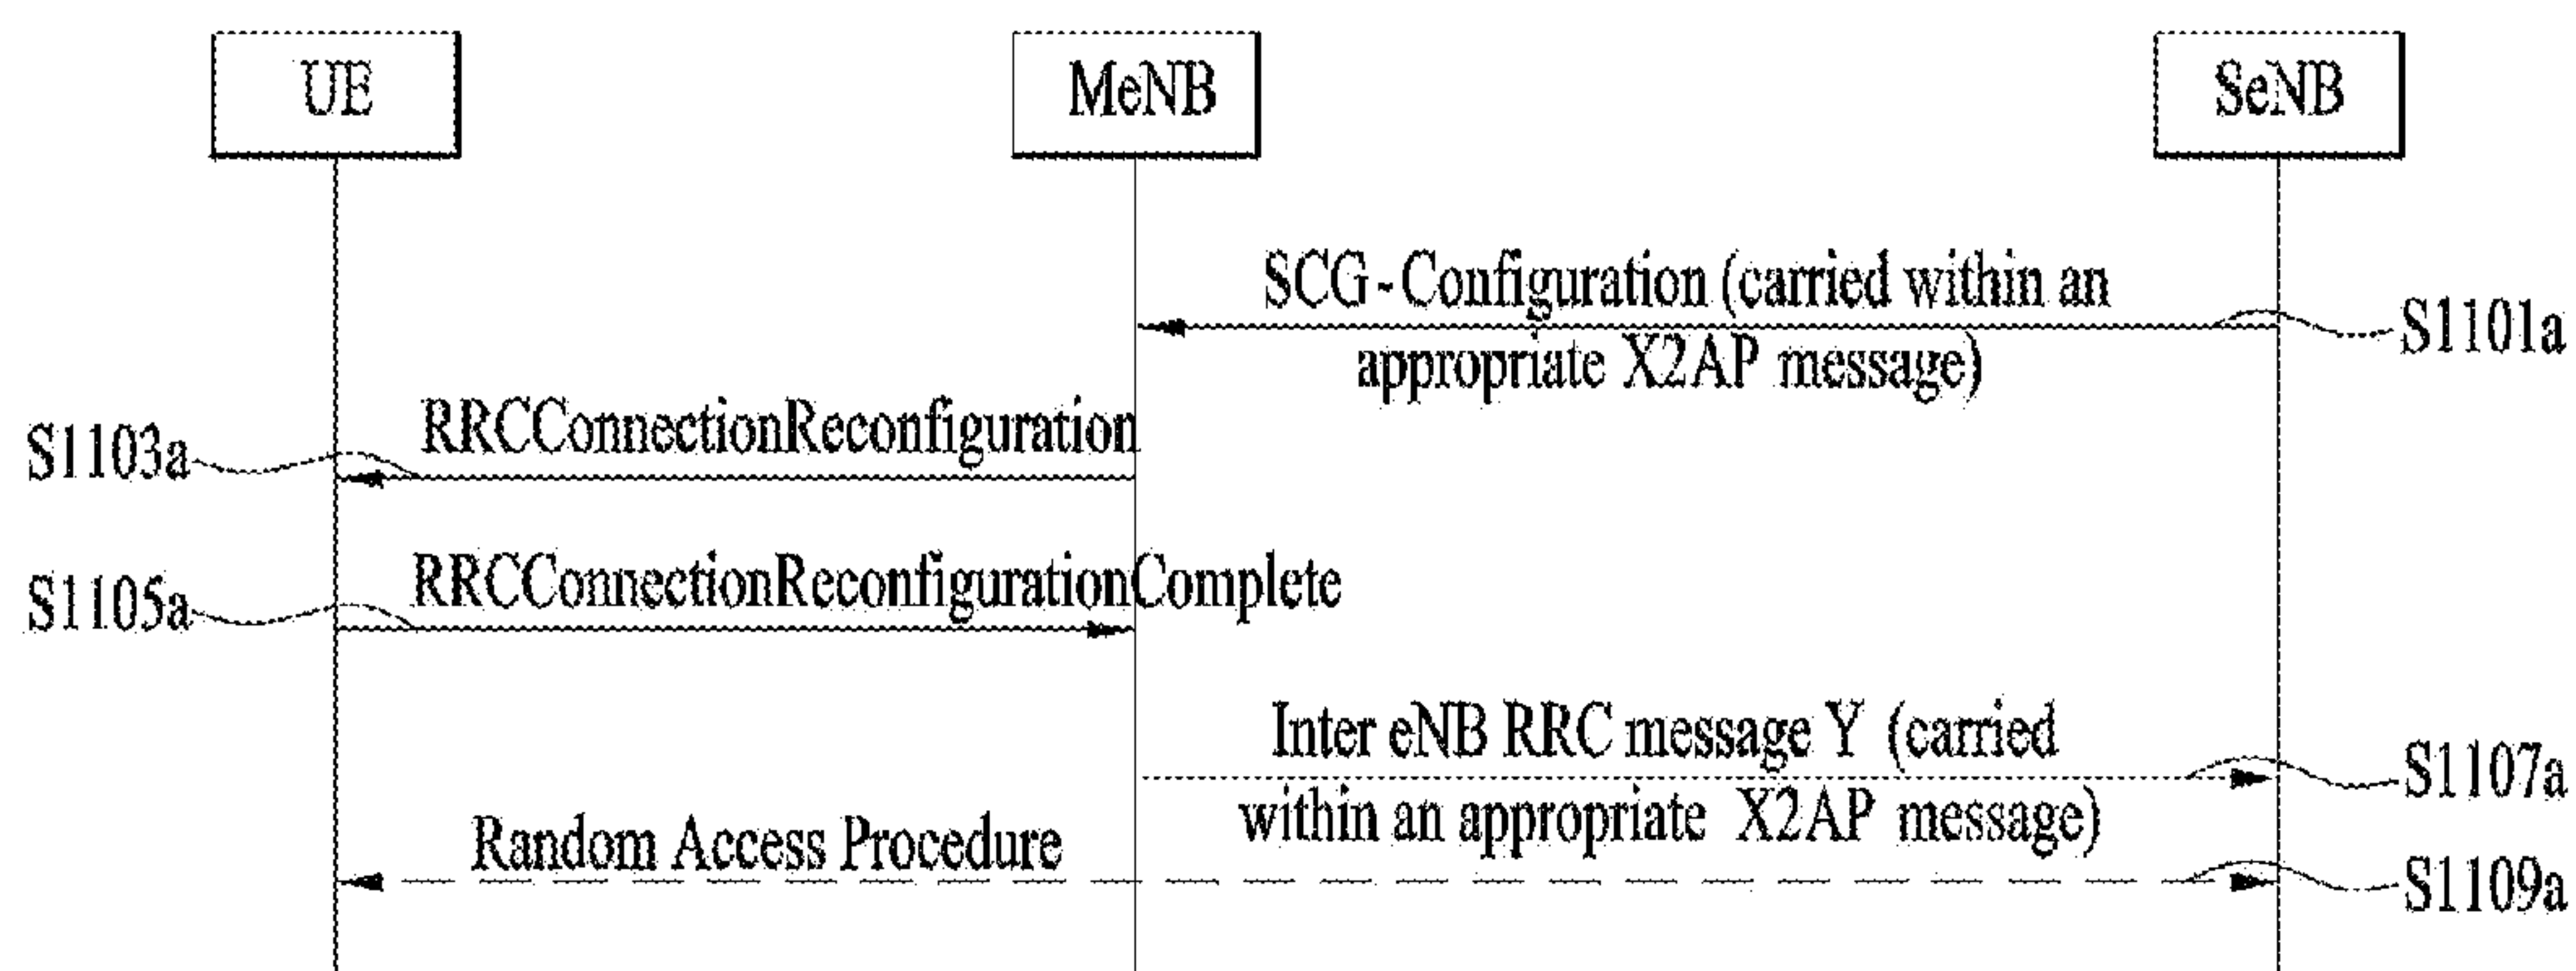 UE
MeNB
SeNB
SCG-Configuration (carried within an
appropriate X2AP message)
S1101a
RRCConnectionReconfiguration
S1103a
RRCConnectionReconfigurationComplete
S1105a
Inter eNB RRC message Y (carried
within an appropriate X2AP message)
S1107a
Random Access Procedure
S1109a